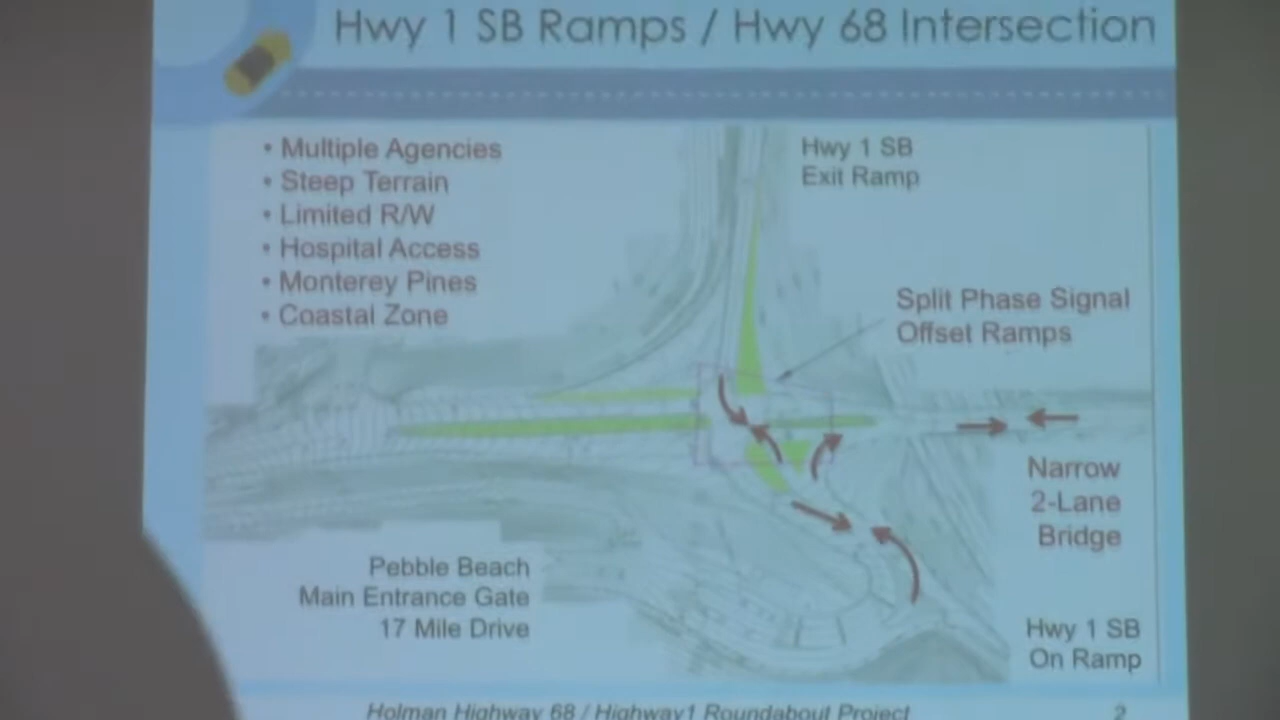 Hwy 1 SB Ramps / Hwy 68 Intersection
• Multiple Agencies
• Steep Terrain
• Limited R/W
• Hospital Access
• Monterey Pines
• Coastal Zone
Hwy 1 SB
Exit Ramp
Split Phase Signal
Offset Ramps
Narrow
2-Lane
Bridge
Pebble Beach
Main Entrance Gate
17 Mile Drive
Hwy 1 SB
On Ramp
Holman Highway 68 / Highway1 Roundabout Project
2